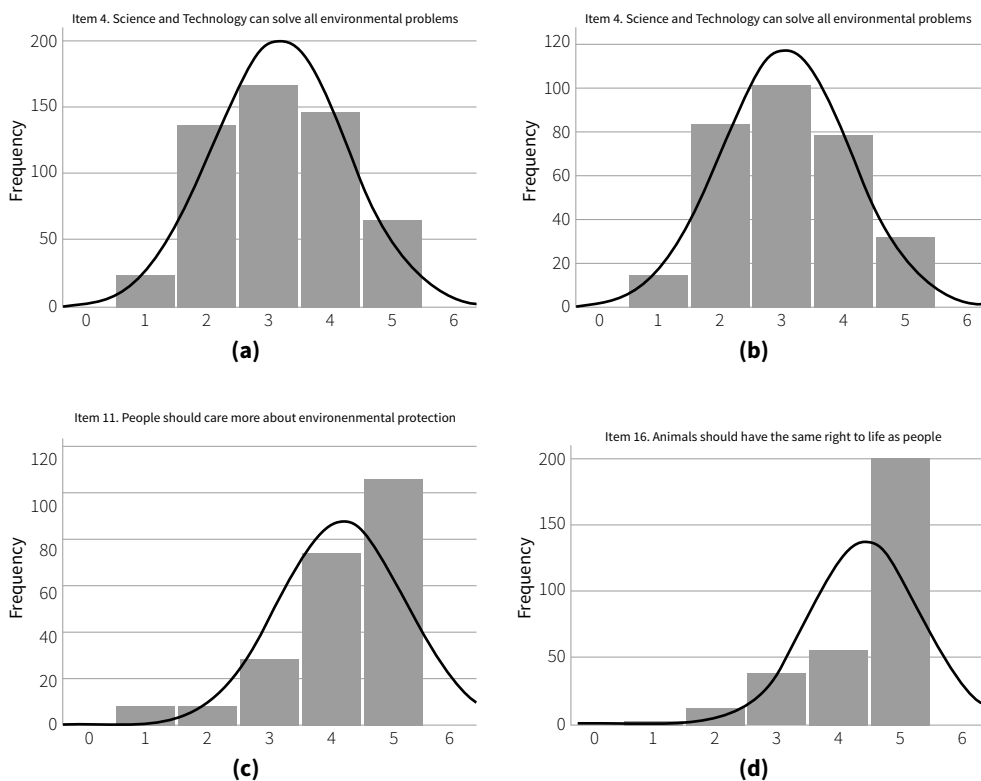 Item 4. Science and Technology can solve all environmental problems
200
150
100
50
0
Frequency
0 1 2 3 4 5 6
(a)
Item 4. Science and Technology can solve all environmental problems
120
100
80
60
40
20
0
Frequency
0 1 2 3 4 5 6
(b)
Item 11. People should care more about environenmental protection
120
100
80
60
40
20
0
Frequency
0 1 2 3 4 5 6
(c)
Item 16. Animals should have the same right to life as people
200
150
100
50
0
Frequency
0 1 2 3 4 5 6
(d)